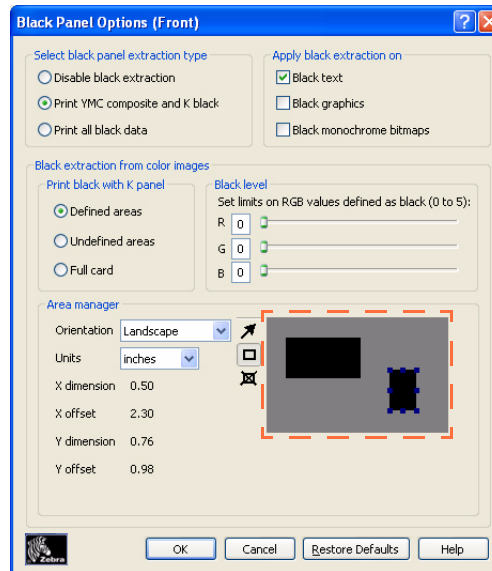 Black Panel Options (Front)
Select black panel extraction type
Disable black extraction
Print YMC composite and K black
Print all black data
Apply black extraction on
Black text
Black graphics
Black monochrome bitmaps
Black extraction from color images
Print black with K panel
Defined areas
Undefined areas
Full card
Black level
Set limits on RGB values defined as black (0 to 5):
R 0
G 0
B 0
Area manager
Orientation Landscape
Units inches
X dimension 0.50
X offset 2.30
Y dimension 0.76
Y offset 0.98
Zebra
OK Cancel Restore Defaults Help